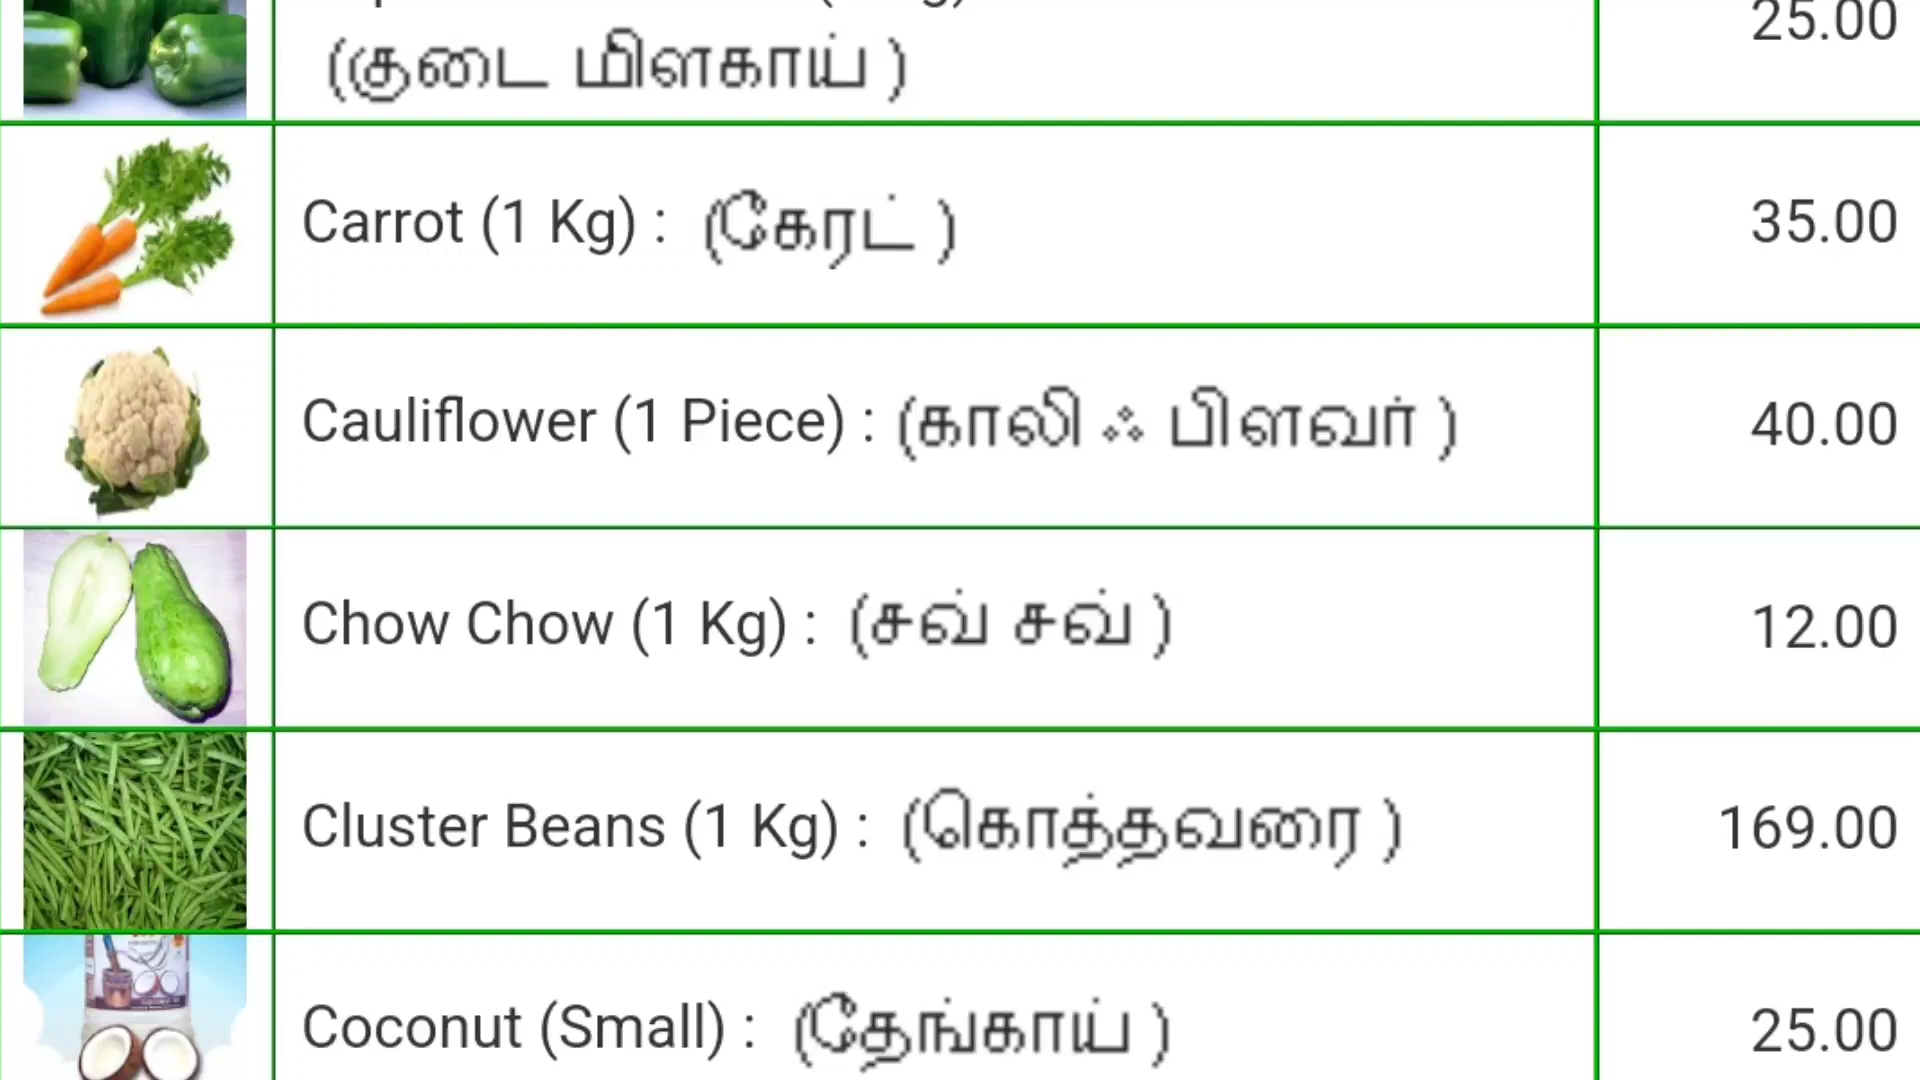 25.00
(குடை மிளகாய் )
Carrot (1 Kg) : (கேரட் ) 35.00
Cauliflower (1 Piece) : (காலி ஃ பிளவர் ) 40.00
Chow Chow (1 Kg) : (சவ் சவ் ) 12.00
Cluster Beans (1 Kg) : (கொத்தவரை ) 169.00
Coconut (Small) : (தேங்காய் ) 25.00